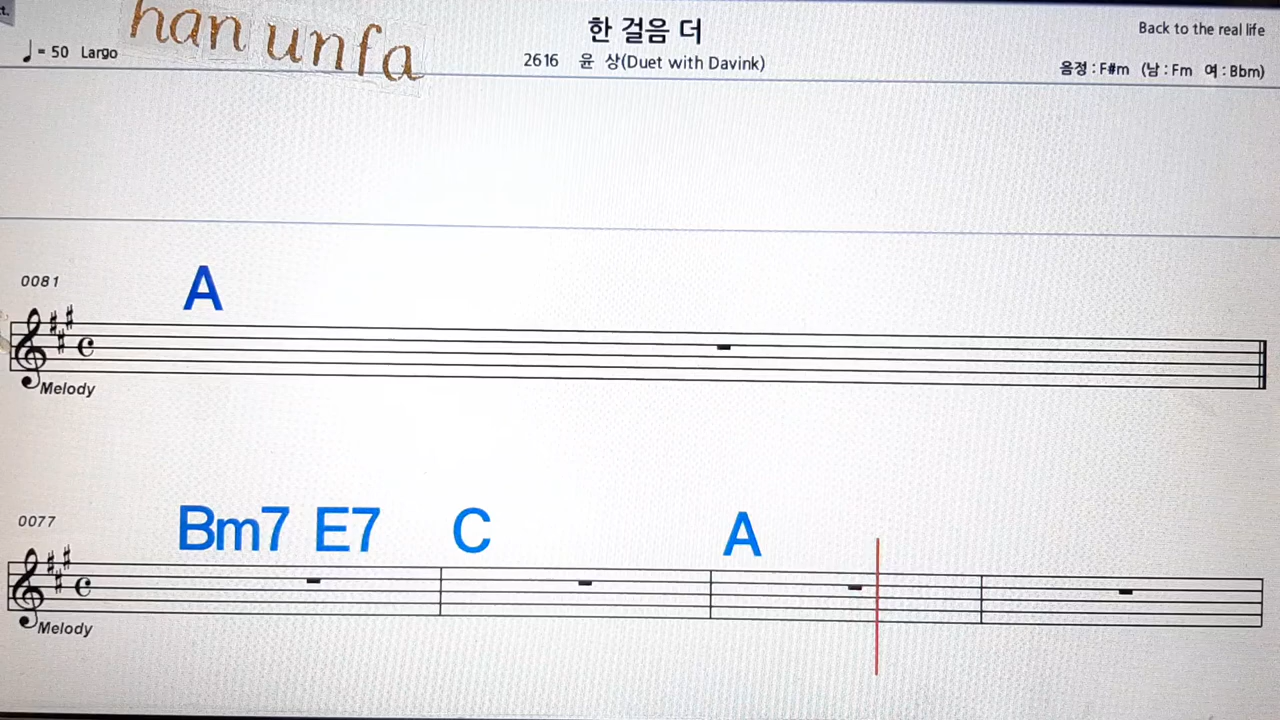 t.
han unfa
한 걸음 더
Back to the real life
♩ = 50 Largo
2616 윤 상(Duet with Davink)
음정 : F#m (남 : Fm 여 : Bbm)
0081
A
Melody
0077
Bm7 E7 C A
Melody